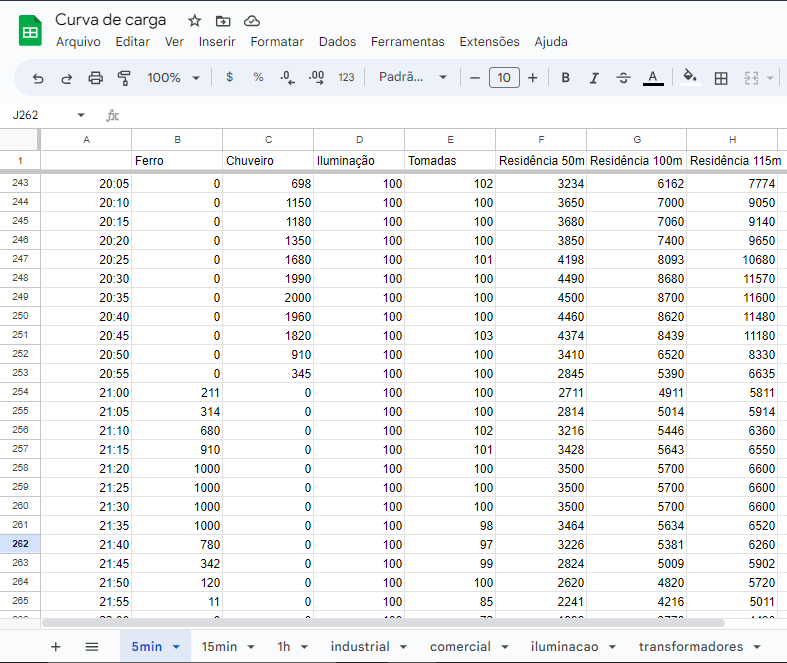 Curva de carga
Arquivo Editar Ver Inserir Formatar Dados Ferramentas Extensões Ajuda
100% $ % .0 .00 123 Padrã... 10 B I S A
J262 fx
A B C D E F G H
1 Ferro Chuveiro Iluminação Tomadas Residência 50m Residência 100m Residência 115m
243 20:05 0 698 100 102 3234 6162 7774
244 20:10 0 1150 100 100 3650 7000 9050
245 20:15 0 1180 100 100 3680 7060 9140
246 20:20 0 1350 100 100 3850 7400 9650
247 20:25 0 1680 100 101 4198 8093 10680
248 20:30 0 1990 100 100 4490 8680 11570
249 20:35 0 2000 100 100 4500 8700 11600
250 20:40 0 1960 100 100 4460 8620 11480
251 20:45 0 1820 100 103 4374 8439 11180
252 20:50 0 910 100 100 3410 6520 8330
253 20:55 0 345 100 100 2845 5390 6635
254 21:00 211 0 100 100 2711 4911 5811
255 21:05 314 0 100 100 2814 5014 5914
256 21:10 680 0 100 102 3216 5446 6360
257 21:15 910 0 100 101 3428 5643 6550
258 21:20 1000 0 100 100 3500 5700 6600
259 21:25 1000 0 100 100 3500 5700 6600
260 21:30 1000 0 100 100 3500 5700 6600
261 21:35 1000 0 100 98 3464 5634 6520
262 21:40 780 0 100 97 3226 5381 6260
263 21:45 342 0 100 99 2824 5009 5902
264 21:50 120 0 100 100 2620 4820 5720
265 21:55 11 0 100 85 2241 4216 5011
5min 15min 1h industrial comercial iluminacao transformadores